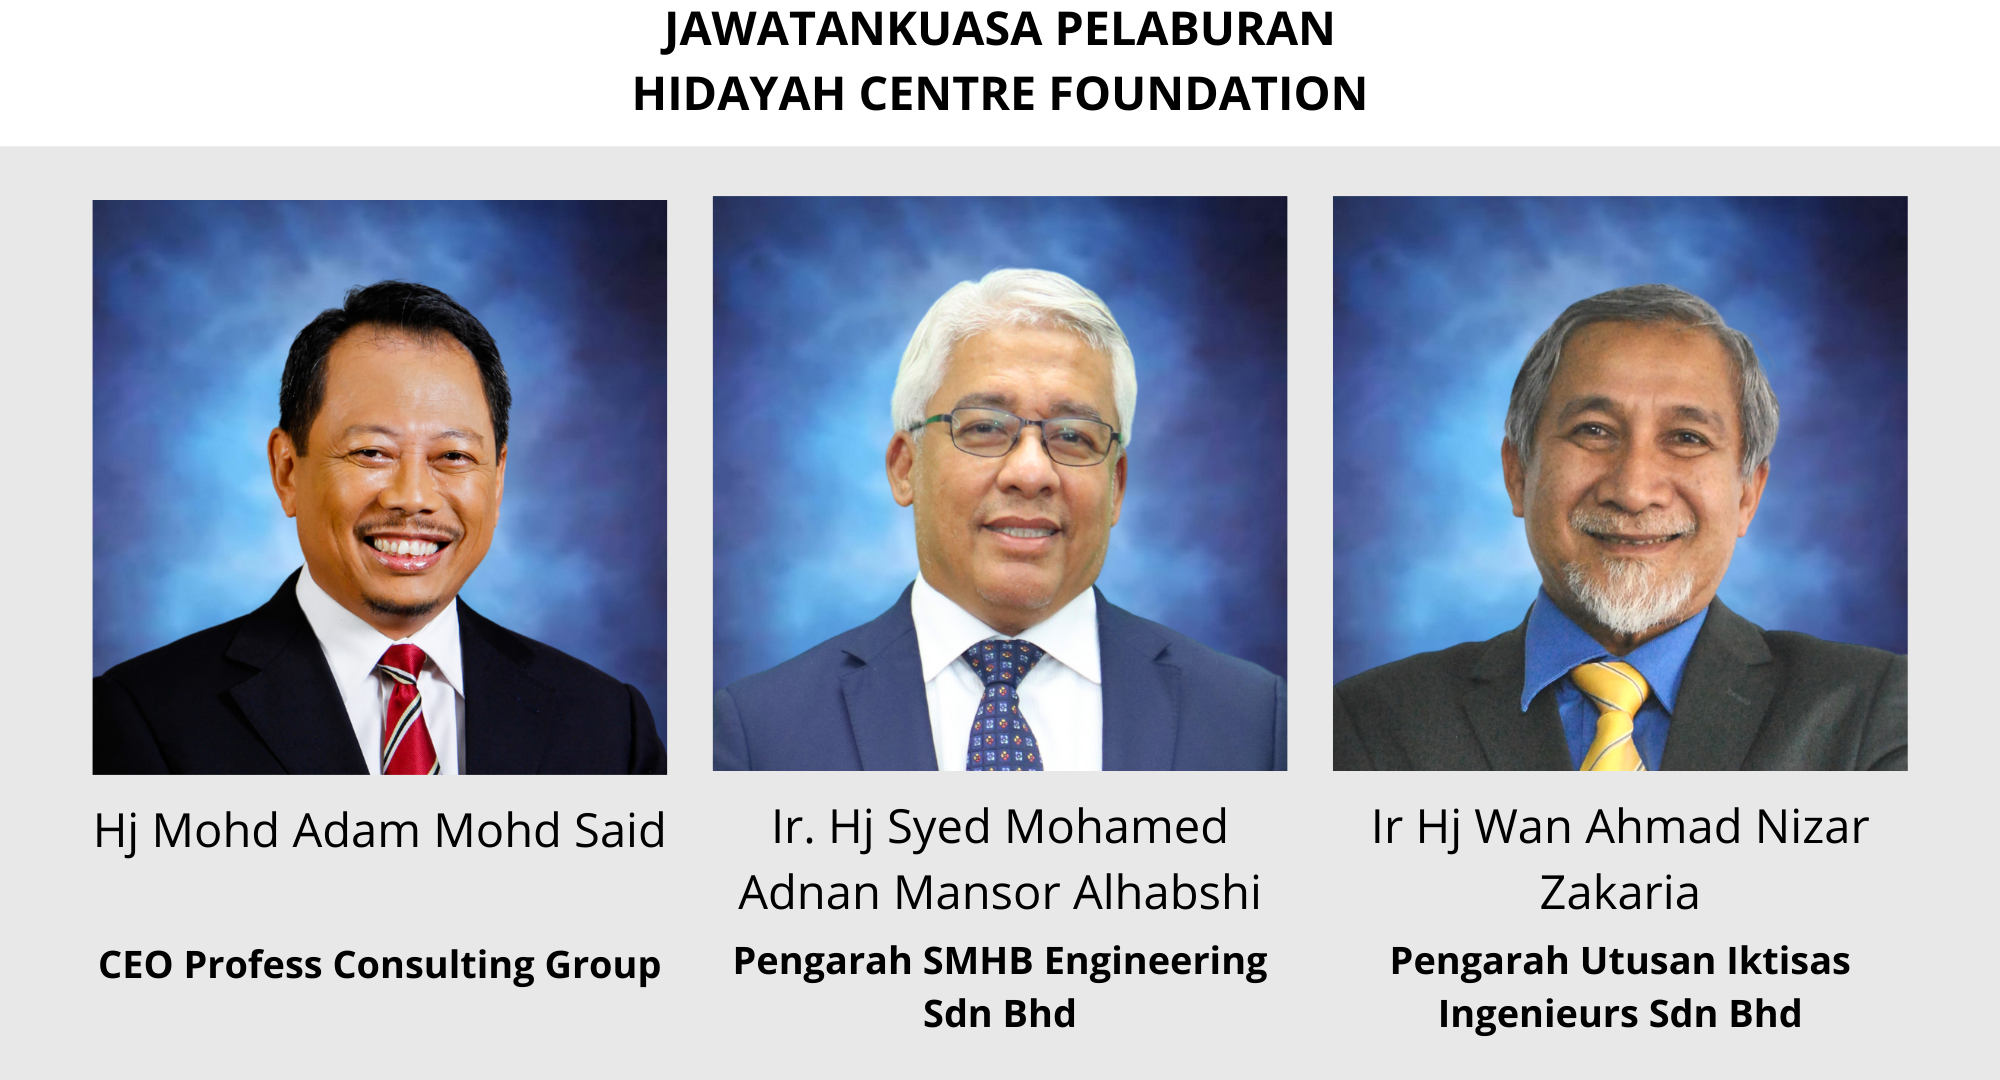 JAWATANKUASA PELABURAN
HIDAYAH CENTRE FOUNDATION
Hj Mohd Adam Mohd Said
CEO Profess Consulting Group
Ir. Hj Syed Mohamed
Adnan Mansor Alhabshi
Pengarah SMHB Engineering
Sdn Bhd
Ir Hj Wan Ahmad Nizar
Zakaria
Pengarah Utusan Iktisas
Ingenieurs Sdn Bhd